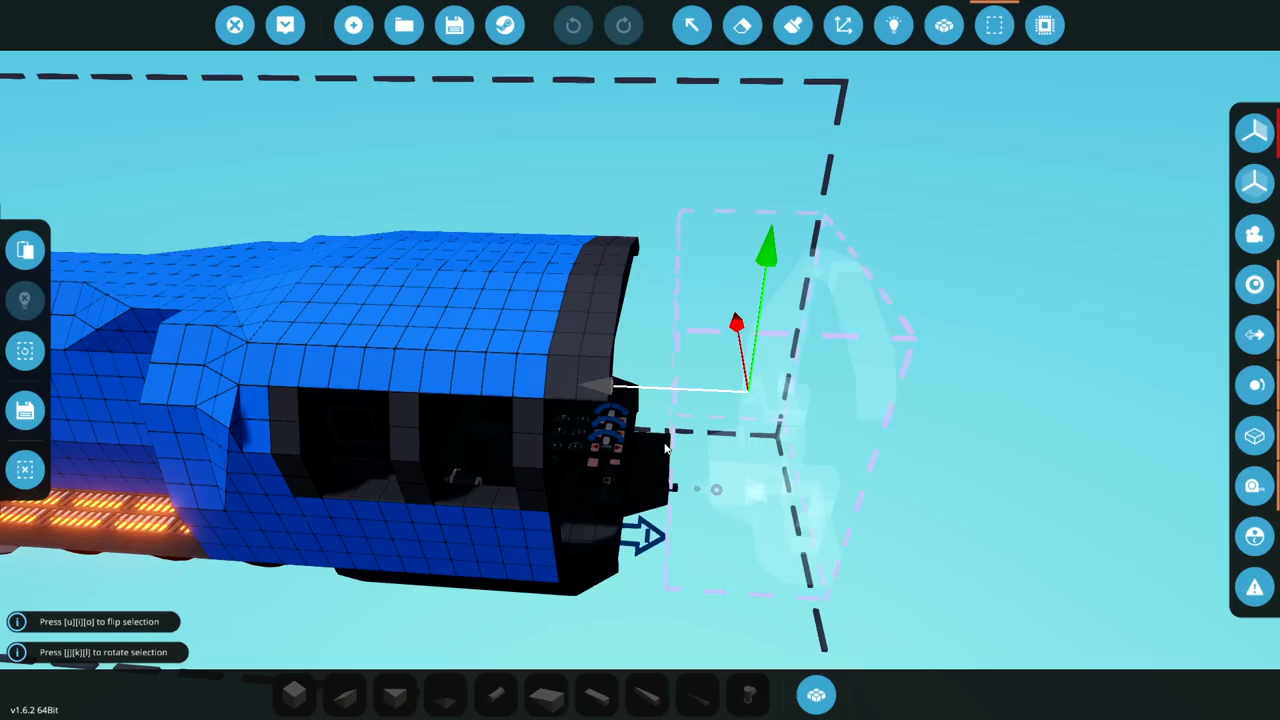 Press [u][i][o] to flip selection
Press [j][k][l] to rotate selection
v1.6.2 64Bit